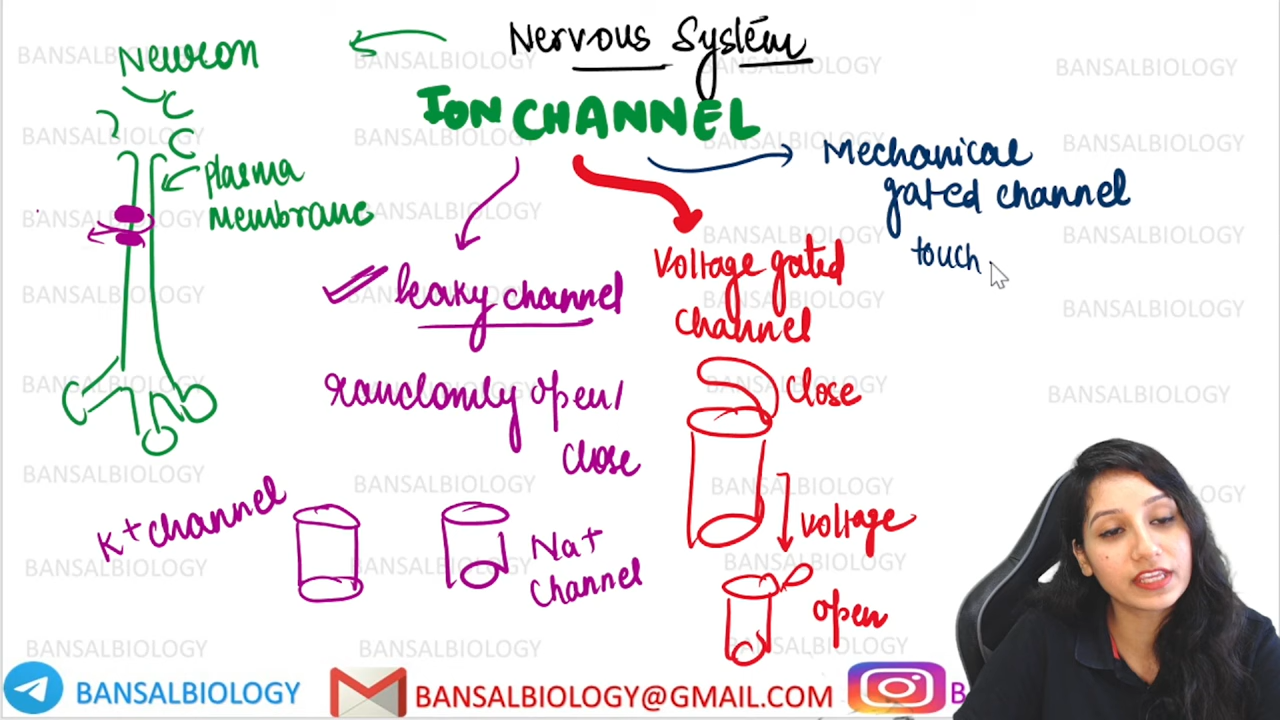 Nervous System
Neuron
ION CHANNEL
plasma
membrane
Mechanical
gated channel
touch
leaky channel
randomly open/
close
K+ channel
Na+
channel
Voltage gated
channel
close
voltage
open
BANSALBIOLOGY
BANSALBIOLOGY@GMAIL.COM
B